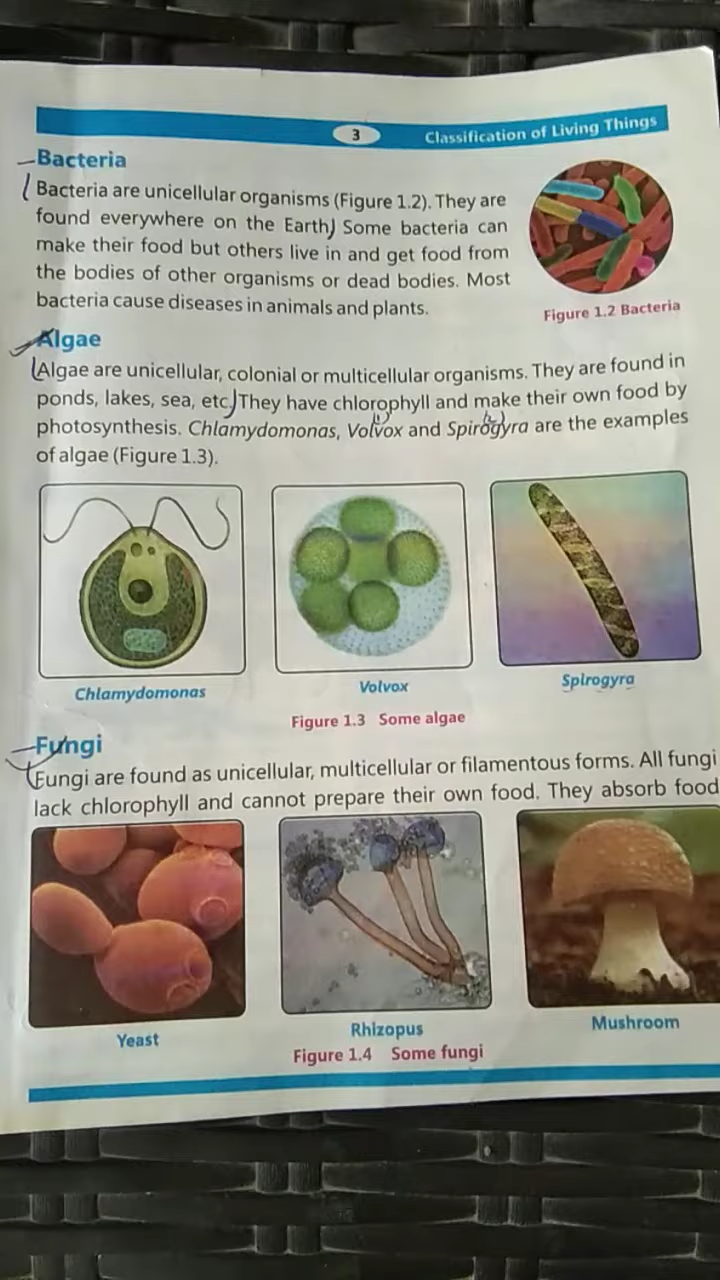 3
Classification of Living Things
Bacteria
Bacteria are unicellular organisms (Figure 1.2). They are
found everywhere on the Earth. Some bacteria can
make their food but others live in and get food from
the bodies of other organisms or dead bodies. Most
bacteria cause diseases in animals and plants.
Figure 1.2 Bacteria
Algae
Algae are unicellular, colonial or multicellular organisms. They are found in
ponds, lakes, sea, etc. They have chlorophyll and make their own food by
photosynthesis. Chlamydomonas, Volvox and Spirogyra are the examples
of algae (Figure 1.3).
Chlamydomonas
Volvox
Spirogyra
Figure 1.3 Some algae
Fungi
Fungi are found as unicellular, multicellular or filamentous forms. All fungi
lack chlorophyll and cannot prepare their own food. They absorb food
Yeast
Rhizopus
Mushroom
Figure 1.4 Some fungi